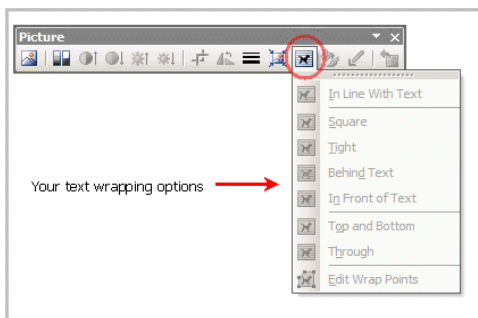 Picture
In Line With Text
Square
Tight
Behind Text
In Front of Text
Your text wrapping options
Top and Bottom
Through
Edit Wrap Points